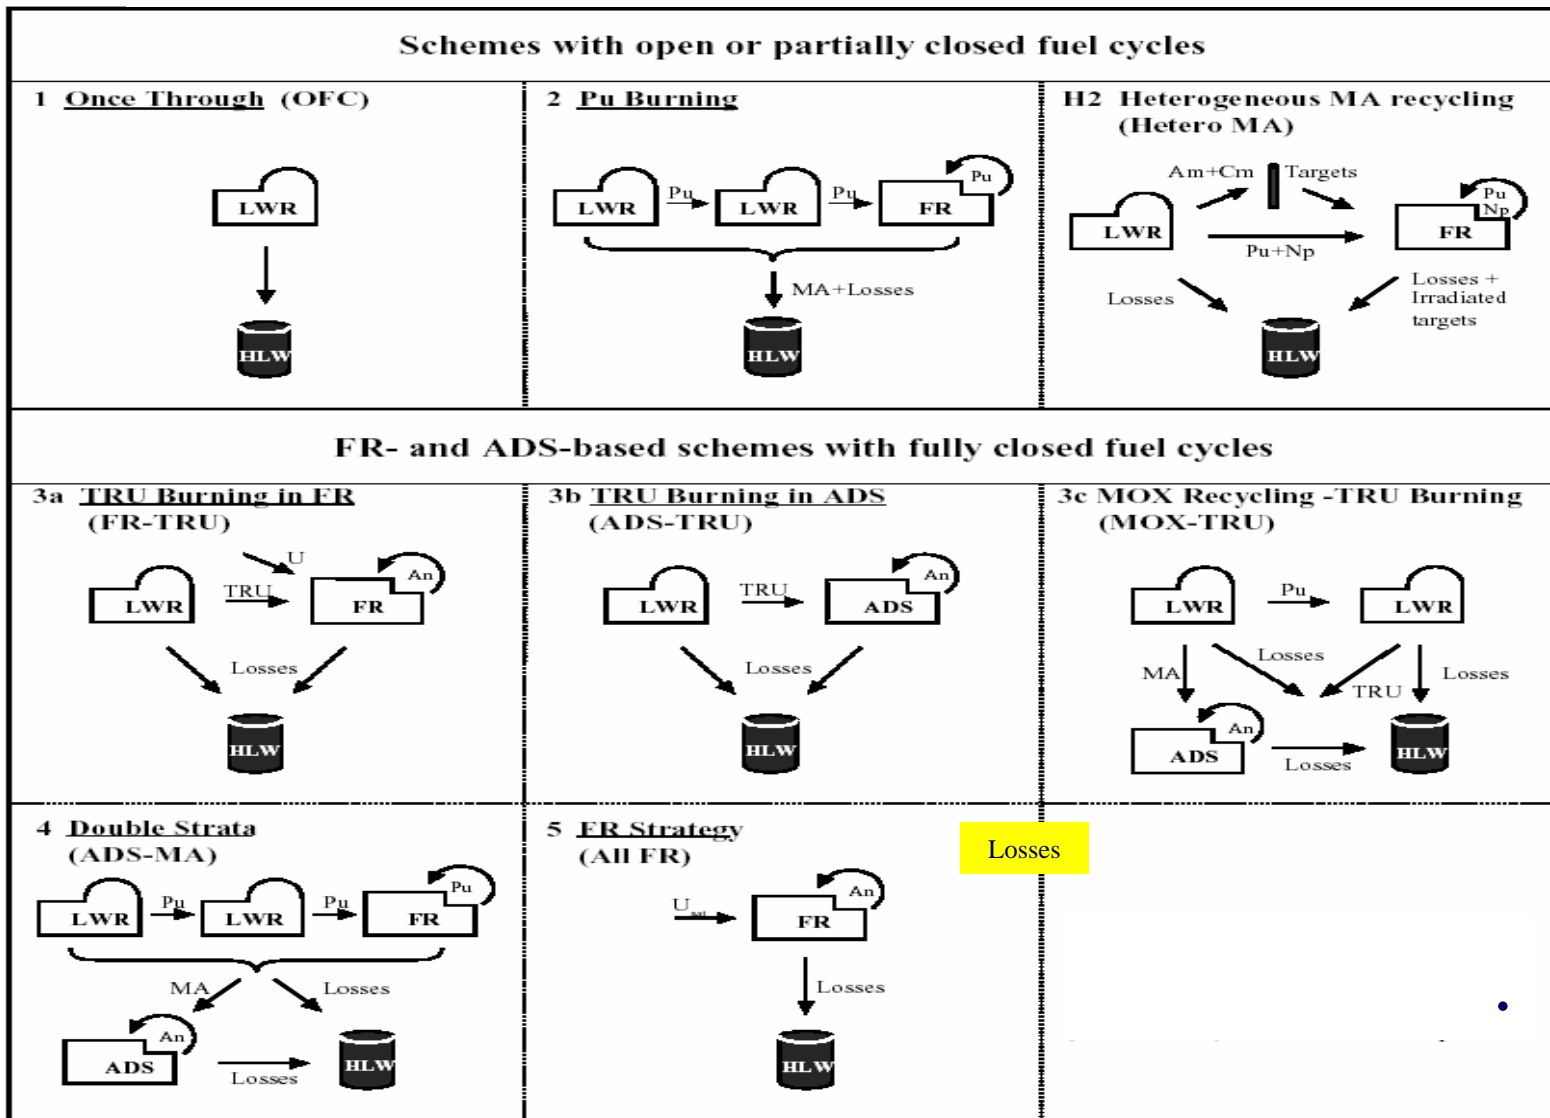 Schemes with open or partially closed fuel cycles
1 Once Through (OFC)
LWR
HLW
2 Pu Burning
LWR
Pu
LWR
Pu
FR
Pu
MA+Losses
HLW
H2 Heterogeneous MA recycling
(Hetero MA)
Am+Cm
Targets
LWR
Pu+Np
Pu
Np
FR
Losses
Losses +
Irradiated
targets
HLW
FR- and ADS-based schemes with fully closed fuel cycles
3a TRU Burning in FR
(FR-TRU)
U
An
LWR
TRU
FR
Losses
HLW
3b TRU Burning in ADS
(ADS-TRU)
An
LWR
TRU
ADS
Losses
HLW
3c MOX Recycling -TRU Burning
(MOX-TRU)
LWR
Pu
LWR
MA
Losses
TRU
Losses
An
ADS
Losses
HLW
4 Double Strata
(ADS-MA)
LWR
Pu
LWR
Pu
FR
Pu
MA
Losses
An
ADS
Losses
HLW
5 FR Strategy
(All FR)
An
U
FR
Losses
HLW
Losses